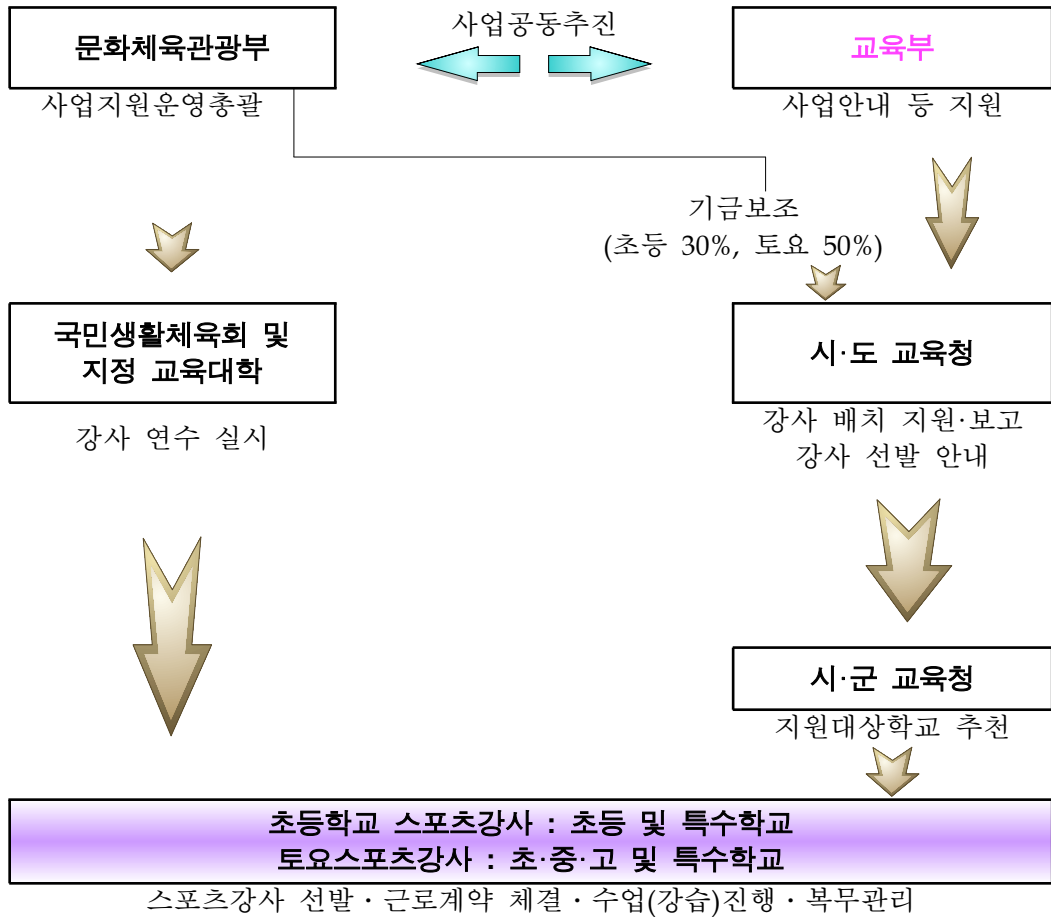 사업공동추진
문화체육관광부
교육부
사업지원운영총괄
사업안내 등 지원
기금보조
(초등 30%, 토요 50%)
국민생활체육회 및
지정 교육대학
시·도 교육청
강사 연수 실시
강사 배치 지원·보고
강사 선발 안내
시·군 교육청
지원대상학교 추천
초등학교 스포츠강사 : 초등 및 특수학교
토요스포츠강사 : 초·중·고 및 특수학교
스포츠강사 선발·근로계약 체결·수업(강습)진행·복무관리